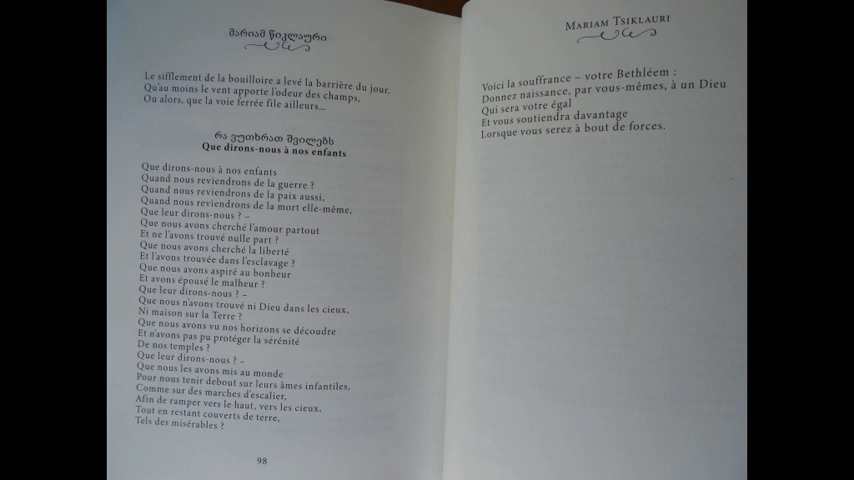 მარიამ წიკლაური
Le sifflement de la bouilloire a levé la barrière du jour.
Qu'au moins le vent apporte l'odeur des champs,
Ou alors, que la voie ferrée file ailleurs...
რა ვუთხრათ შვილებს
Que dirons-nous à nos enfants
Que dirons-nous à nos enfants
Quand nous reviendrons de la guerre ?
Quand nous reviendrons de la paix aussi,
Quand nous reviendrons de la mort elle-même,
Que leur dirons-nous ? –
Que nous avons cherché l'amour partout
Et ne l'avons trouvé nulle part ?
Que nous avons cherché la liberté
Et l'avons trouvée dans l'esclavage ?
Que nous avons aspiré au bonheur
Et avons épousé le malheur ?
Que leur dirons-nous ? –
Que nous n'avons trouvé ni Dieu dans les cieux,
Ni maison sur la Terre ?
Que nous avons vu nos horizons se découdre
Et n'avons pas pu protéger la sérénité
De nos temples ?
Que leur dirons-nous ? –
Que nous les avons mis au monde
Pour nous tenir debout sur leurs âmes infantiles,
Comme sur des marches d'escalier,
Afin de ramper vers le haut, vers les cieux,
Tout en restant couverts de terre,
Tels des misérables ?
98
Mariam Tsiklauri
Voici la souffrance – votre Bethléem :
Donnez naissance, par vous-mêmes, à un Dieu
Qui sera votre égal
Et vous soutiendra davantage
Lorsque vous serez à bout de forces.